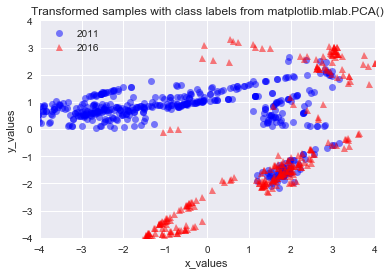 Transformed samples with class labels from matplotlib.mlab.PCA()
2011
2016
4
3
2
1
0
−1
−2
−3
−4
y_values
−4 −3 −2 −1 0 1 2 3 4
x_values